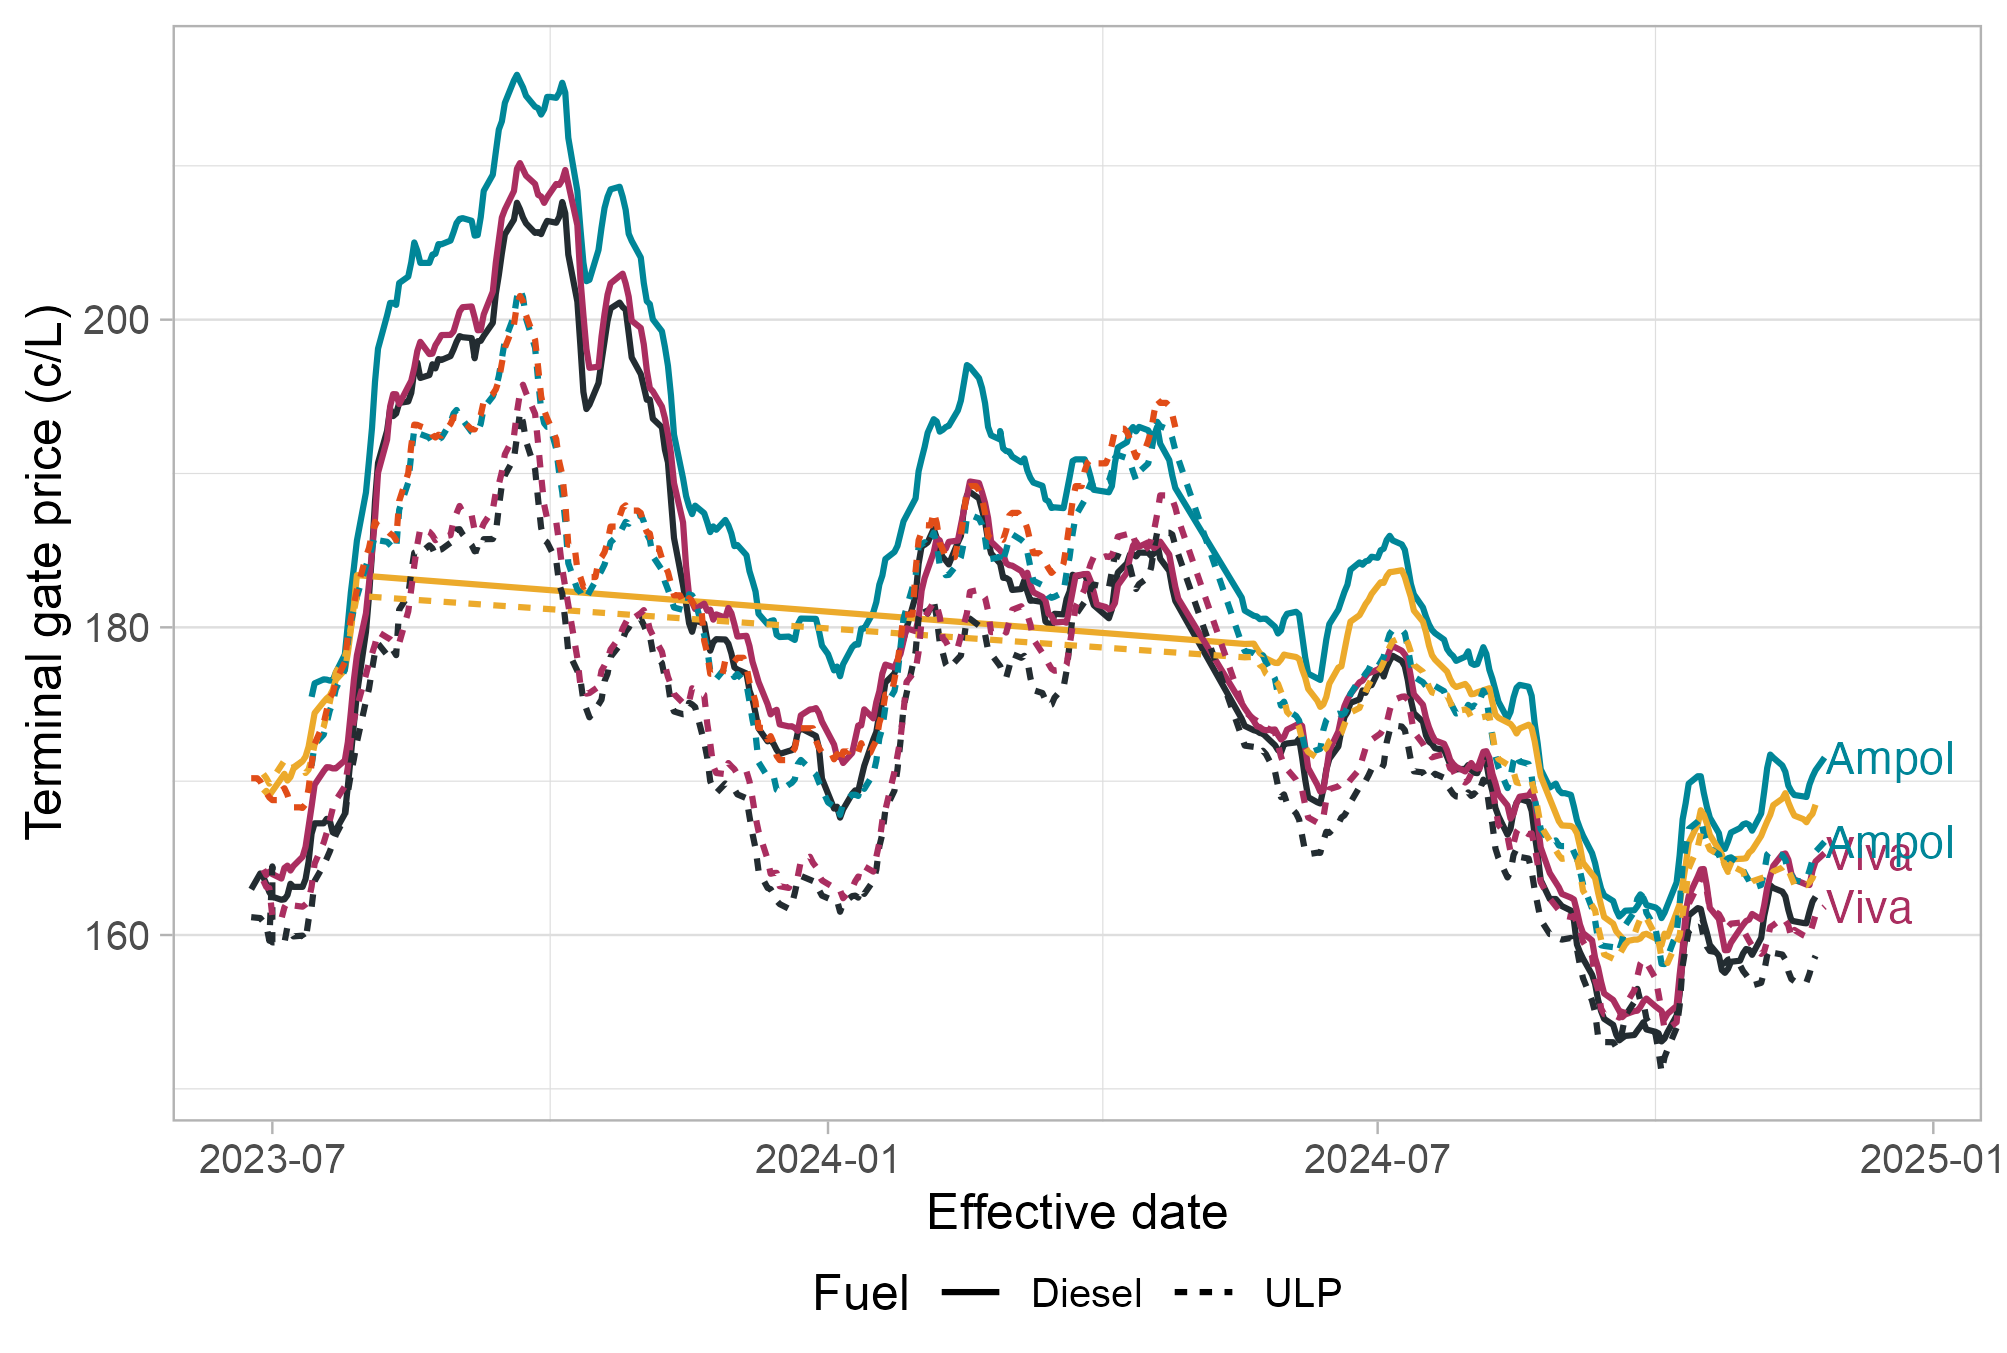 Terminal gate price (c/L)
200
180
160
Ampol
Ampol
Viva
Viva
2023-07
2024-01
2024-07
2025-01
Effective date
Fuel Diesel ULP